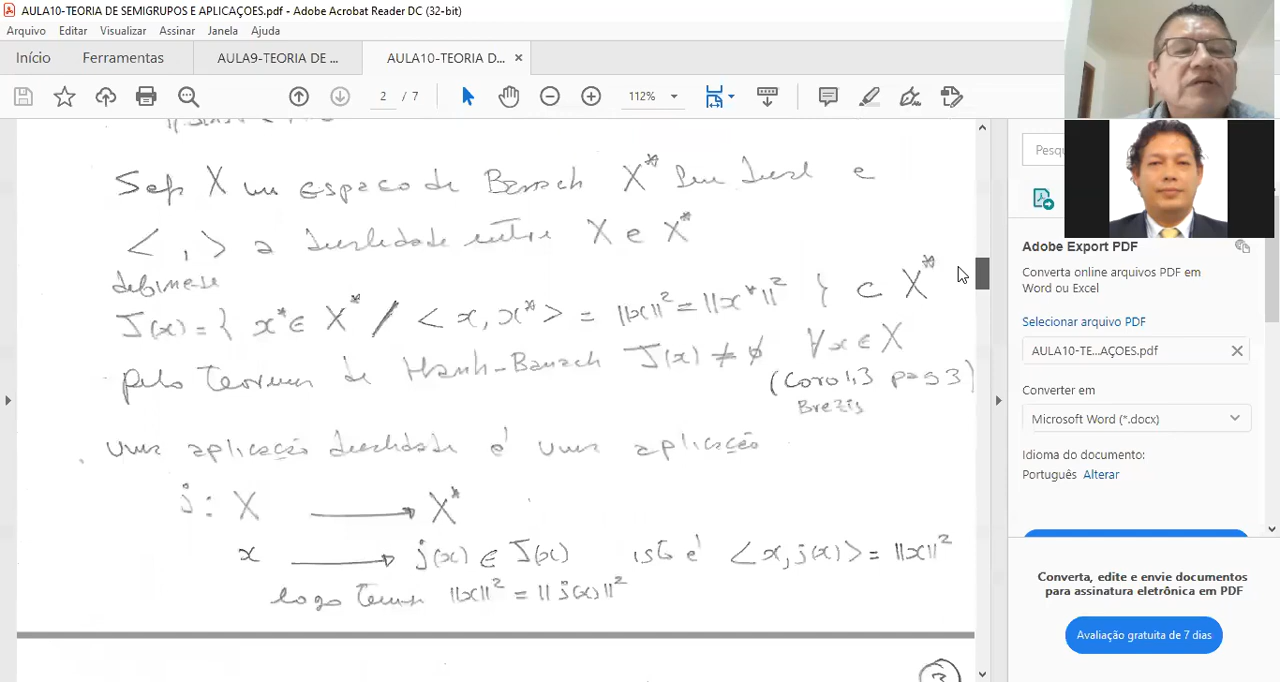 AULA10-TEORIA DE SEMIGRUPOS E APLICAÇOES.pdf - Adobe Acrobat Reader DC (32-bit)
Arquivo Editar Visualizar Assinar Janela Ajuda
Início Ferramentas AULA9-TEORIA DE ... AULA10-TEORIA D... ×
2 / 7 112%
Seja X um espaço de Banach X* seu dual e
< , > a dualidade entre X e X*
define-se
J(x) = { x* ∈ X* / < x, x* > = ||x||² = ||x*||² } ⊂ X*
pelo Teorema de Hanh-Banach J(x) ≠ ∅ ∀x ∈ X
(Coro 1,3 pag 3)
Brezis
. Uma aplicação dualidade é uma aplicação
j : X → X*
x → j(x) ∈ J(x) isto é < x, j(x) > = ||x||²
logo temos ||x||² = ||j(x)||²
3
Pesqu
Adobe Export PDF
Converta online arquivos PDF em
Word ou Excel
Selecionar arquivo PDF
AULA10-TE...AÇOES.pdf
Converter em
Microsoft Word (*.docx)
Idioma do documento:
Português Alterar
Converta, edite e envie documentos
para assinatura eletrônica em PDF
Avaliação gratuita de 7 dias